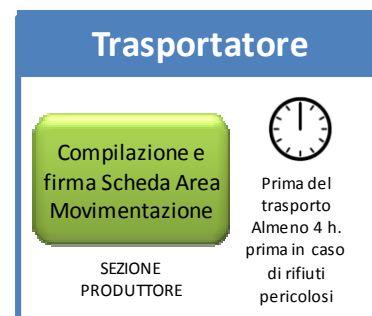 Trasportatore
Compilazione e
firma Scheda Area
Movimentazione
SEZIONE
PRODUTTORE
Prima del
trasporto
Almeno 4 h.
prima in caso
di rifiuti
pericolosi